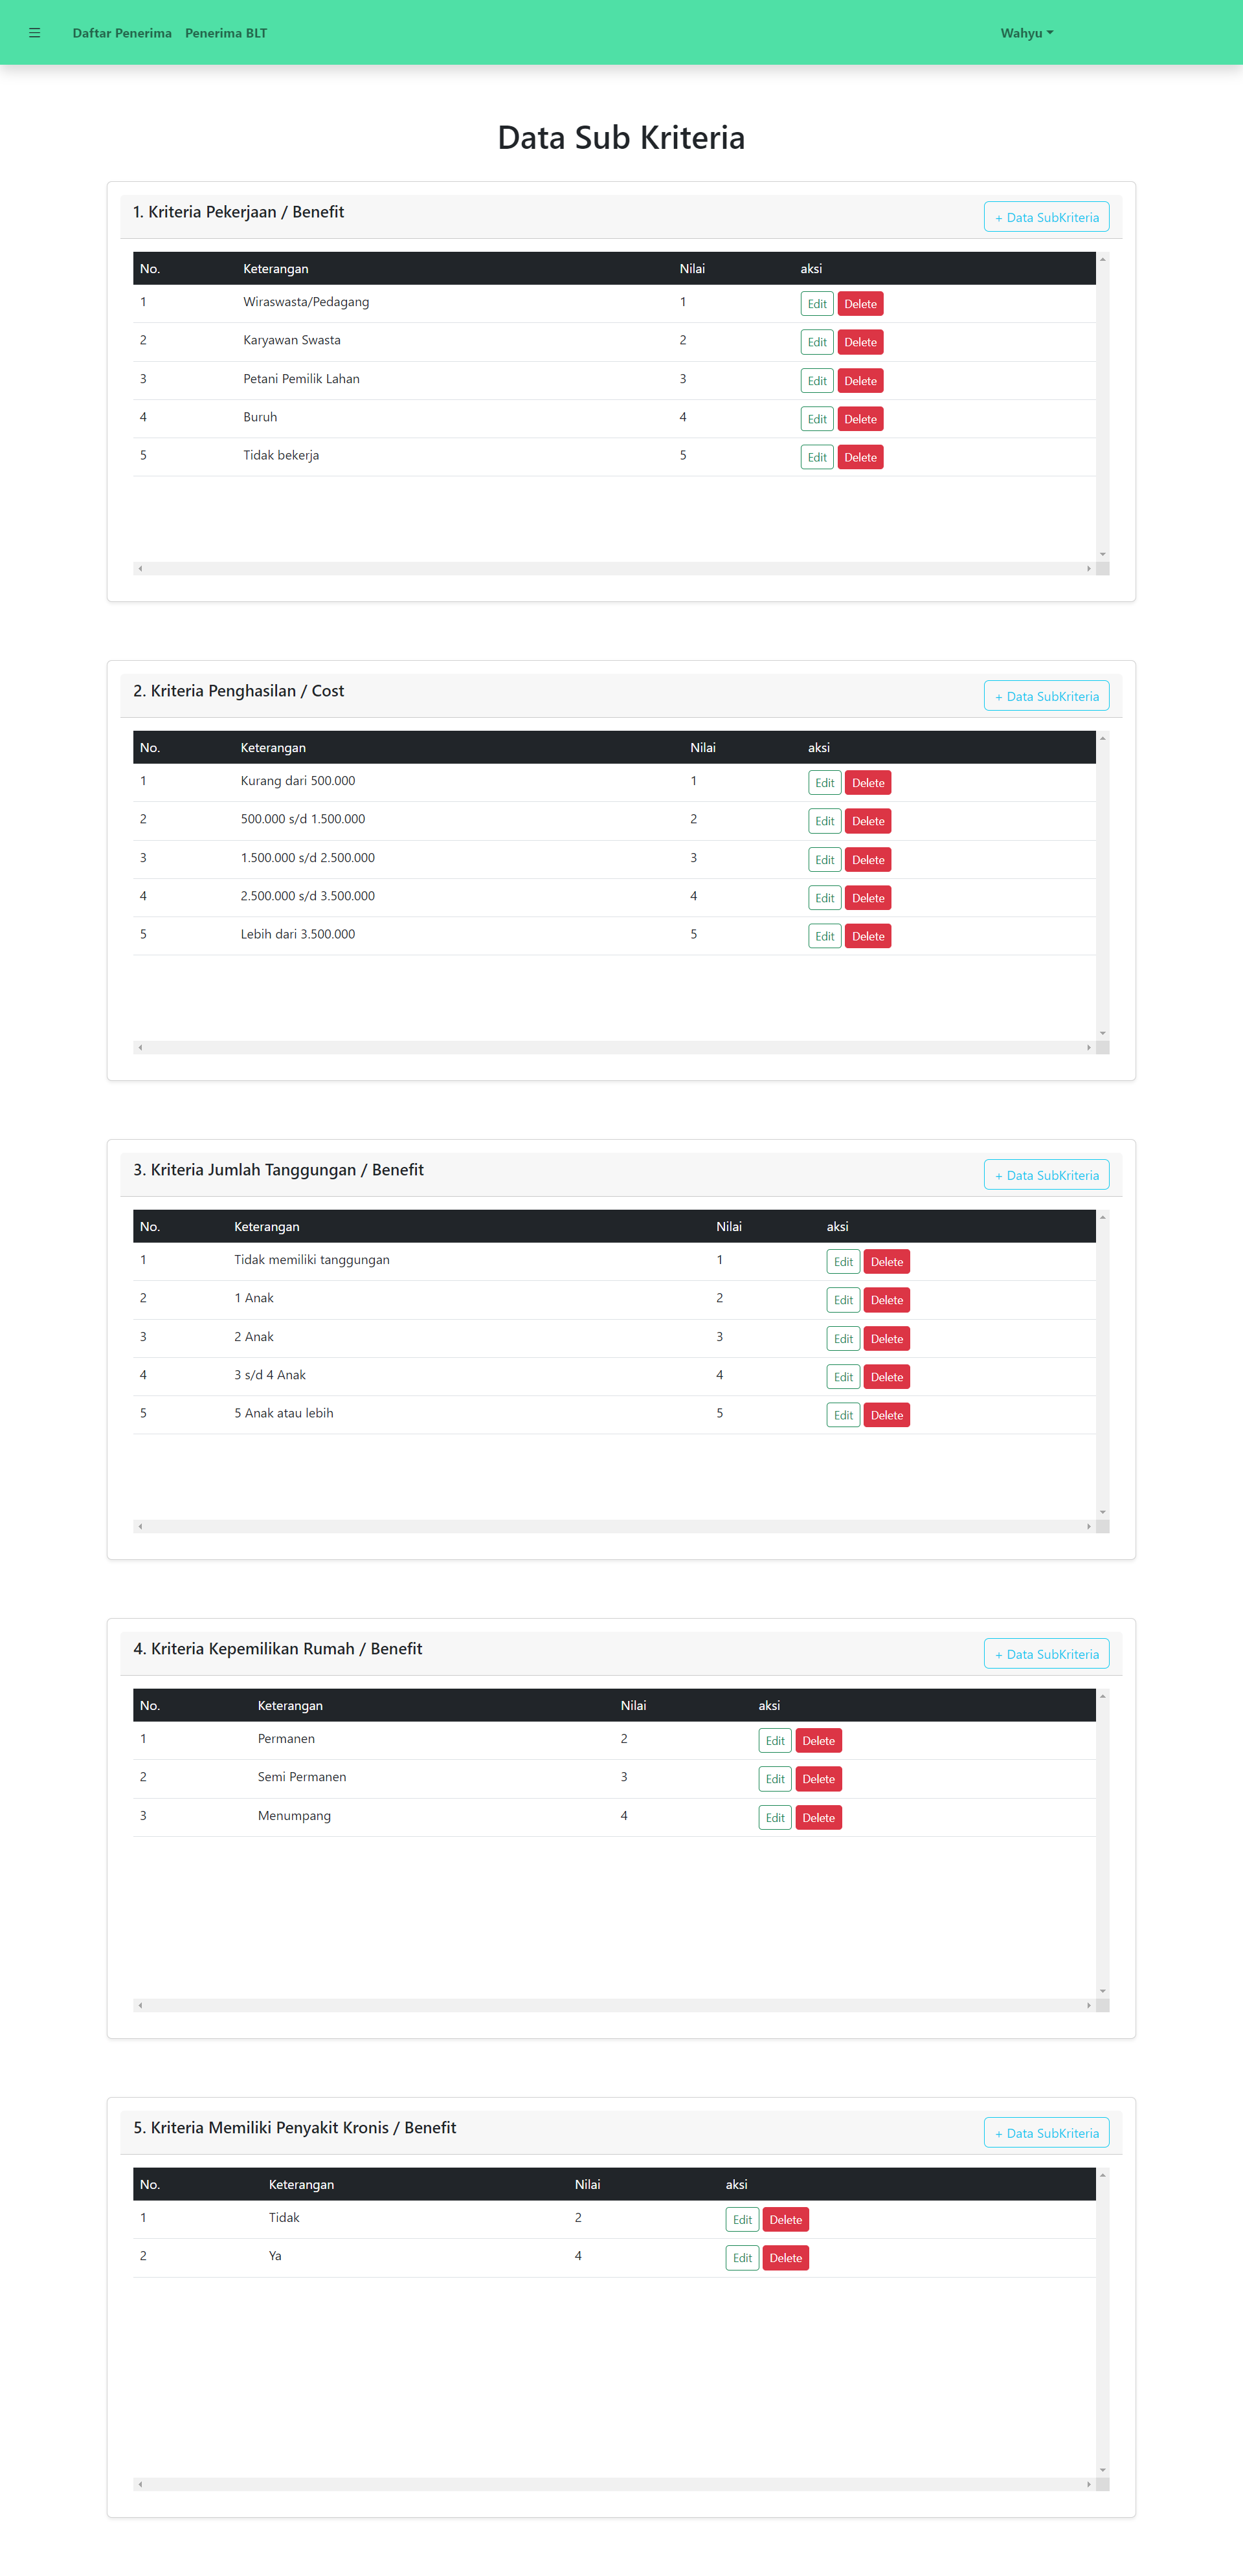 Daftar Penerima Penerima BLT Wahyu
Data Sub Kriteria
1. Kriteria Pekerjaan / Benefit + Data SubKriteria
No. Keterangan Nilai aksi
1 Wiraswasta/Pedagang 1 Edit Delete
2 Karyawan Swasta 2 Edit Delete
3 Petani Pemilik Lahan 3 Edit Delete
4 Buruh 4 Edit Delete
5 Tidak bekerja 5 Edit Delete
2. Kriteria Penghasilan / Cost + Data SubKriteria
No. Keterangan Nilai aksi
1 Kurang dari 500.000 1 Edit Delete
2 500.000 s/d 1.500.000 2 Edit Delete
3 1.500.000 s/d 2.500.000 3 Edit Delete
4 2.500.000 s/d 3.500.000 4 Edit Delete
5 Lebih dari 3.500.000 5 Edit Delete
3. Kriteria Jumlah Tanggungan / Benefit + Data SubKriteria
No. Keterangan Nilai aksi
1 Tidak memiliki tanggungan 1 Edit Delete
2 1 Anak 2 Edit Delete
3 2 Anak 3 Edit Delete
4 3 s/d 4 Anak 4 Edit Delete
5 5 Anak atau lebih 5 Edit Delete
4. Kriteria Kepemilikan Rumah / Benefit + Data SubKriteria
No. Keterangan Nilai aksi
1 Permanen 2 Edit Delete
2 Semi Permanen 3 Edit Delete
3 Menumpang 4 Edit Delete
5. Kriteria Memiliki Penyakit Kronis / Benefit + Data SubKriteria
No. Keterangan Nilai aksi
1 Tidak 2 Edit Delete
2 Ya 4 Edit Delete